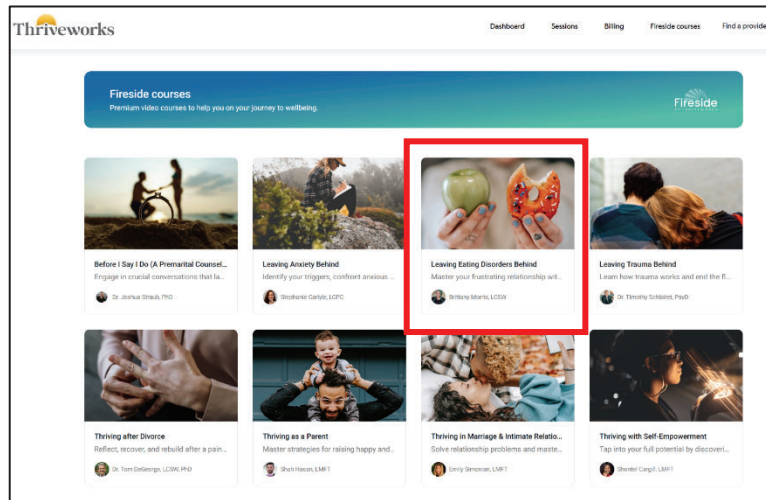 Thriveworks
Dashboard Sessions Billing Fireside courses Find a provide
Fireside courses
Premium video courses to help you on your journey to wellbeing.
Fireside
Before I Say I Do (A Premarital Counsel...
Engage in crucial conversations that la...
Dr. Joshua Straub, PhD
Leaving Anxiety Behind
Identify your triggers, confront anxious ...
Stephanie Carlyle, LCPC
Leaving Eating Disorders Behind
Master your frustrating relationship wit...
Brittany Morris, LCSW
Leaving Trauma Behind
Learn how trauma works and end the fl...
Dr. Timothy PsyD
Thriving after Divorce
Reflect, recover, and rebuild after a pain...
Dr. Tom DeGeorge, LCSW, PhD
Thriving as a Parent
Master strategies for raising happy and...
Shah Hasan, LMFT
Thriving in Marriage & Intimate Relatio...
Solve relationship problems and maste...
Emily Simonian, LMFT
Thriving with Self-Empowerment
Tap into your full potential by discoveri...
Shontel Cargill, LMFT